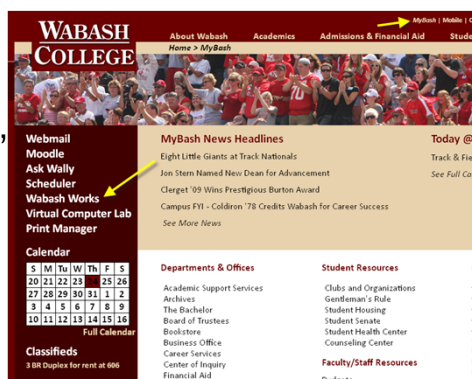 WABASH
COLLEGE
MyBash | Mobile |
About Wabash Academics Admissions & Financial Aid
Home > MyBash
Webmail
Moodle
Ask Wally
Scheduler
Wabash Works
Virtual Computer Lab
Print Manager
Calendar
S M Tu W Th F S
20 21 22 23 24 25 26
27 28 29 30 31 1 2
3 4 5 6 7 8 9
10 11 12 13 14 15 16
Full Calendar
Classifieds
3 BR Duplex for rent at 606
MyBash News Headlines
Eight Little Giants at Track Nationals
Jon Stern Named New Dean for Advancement
Clerget '09 Wins Prestigious Burton Award
Campus FYI - Coldiron '78 Credits Wabash for Career Success
See More News
Today @
Track & Fie
See Full Ca
Departments & Offices
Academic Support Services
Archives
The Bachelor
Board of Trustees
Bookstore
Business Office
Career Services
Center of Inquiry
Financial Aid
Student Resources
Clubs and Organizations
Gentleman's Rule
Student Housing
Student Senate
Student Health Center
Counseling Center
Faculty/Staff Resources